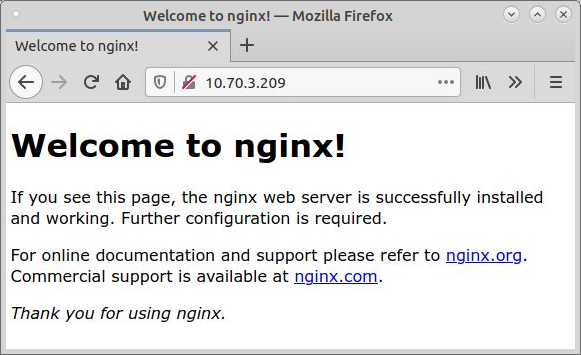 Welcome to nginx! — Mozilla Firefox
Welcome to nginx!
10.70.3.209
Welcome to nginx!
If you see this page, the nginx web server is successfully installed
and working. Further configuration is required.
For online documentation and support please refer to nginx.org.
Commercial support is available at nginx.com.
Thank you for using nginx.